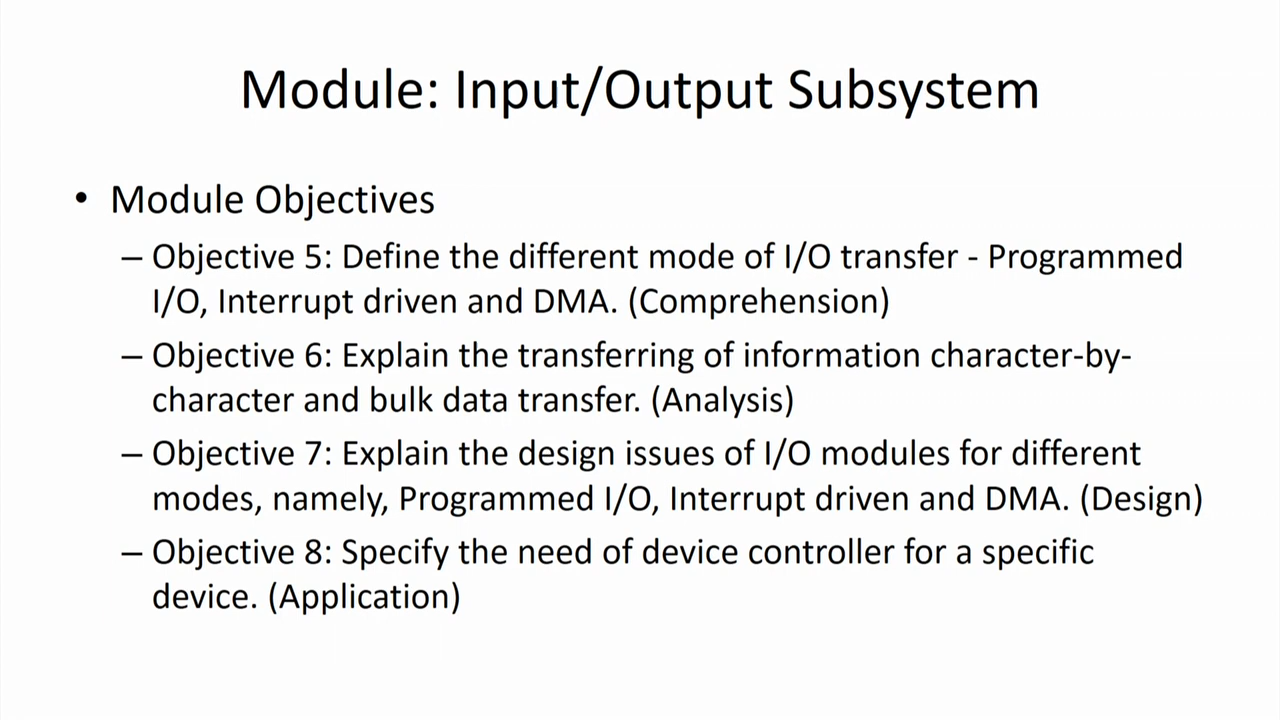 Module: Input/Output Subsystem
• Module Objectives
– Objective 5: Define the different mode of I/O transfer - Programmed
I/O, Interrupt driven and DMA. (Comprehension)
– Objective 6: Explain the transferring of information character-by-
character and bulk data transfer. (Analysis)
– Objective 7: Explain the design issues of I/O modules for different
modes, namely, Programmed I/O, Interrupt driven and DMA. (Design)
– Objective 8: Specify the need of device controller for a specific
device. (Application)